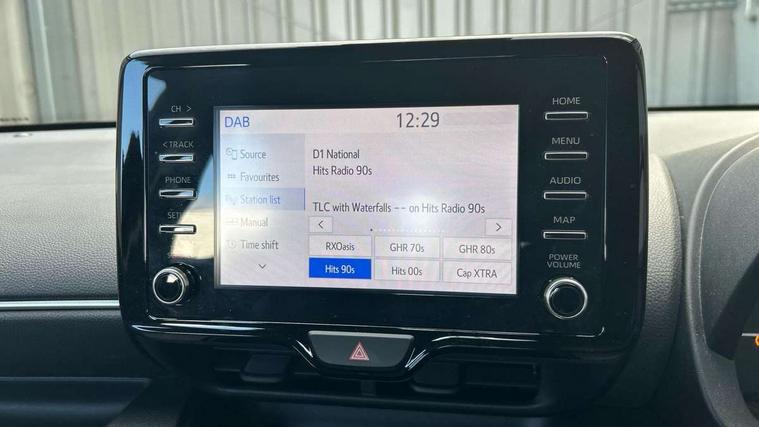 CH >
< TRACK
PHONE
SETUP
HOME
MENU
AUDIO
MAP
POWER
VOLUME
DAB
12:29
Source
Favourites
Station list
Manual
Time shift
D1 National
Hits Radio 90s
TLC with Waterfalls -- on Hits Radio 90s
< >
RXOasis
GHR 70s
GHR 80s
Hits 90s
Hits 00s
Cap XTRA